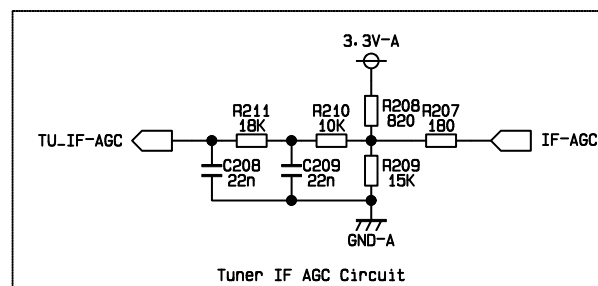 3.3V-A
R208
820
R207
180
R211
18K
R210
10K
TU_IF-AGC
IF-AGC
C208
22n
C209
22n
R209
15K
GND-A
Tuner IF AGC Circuit